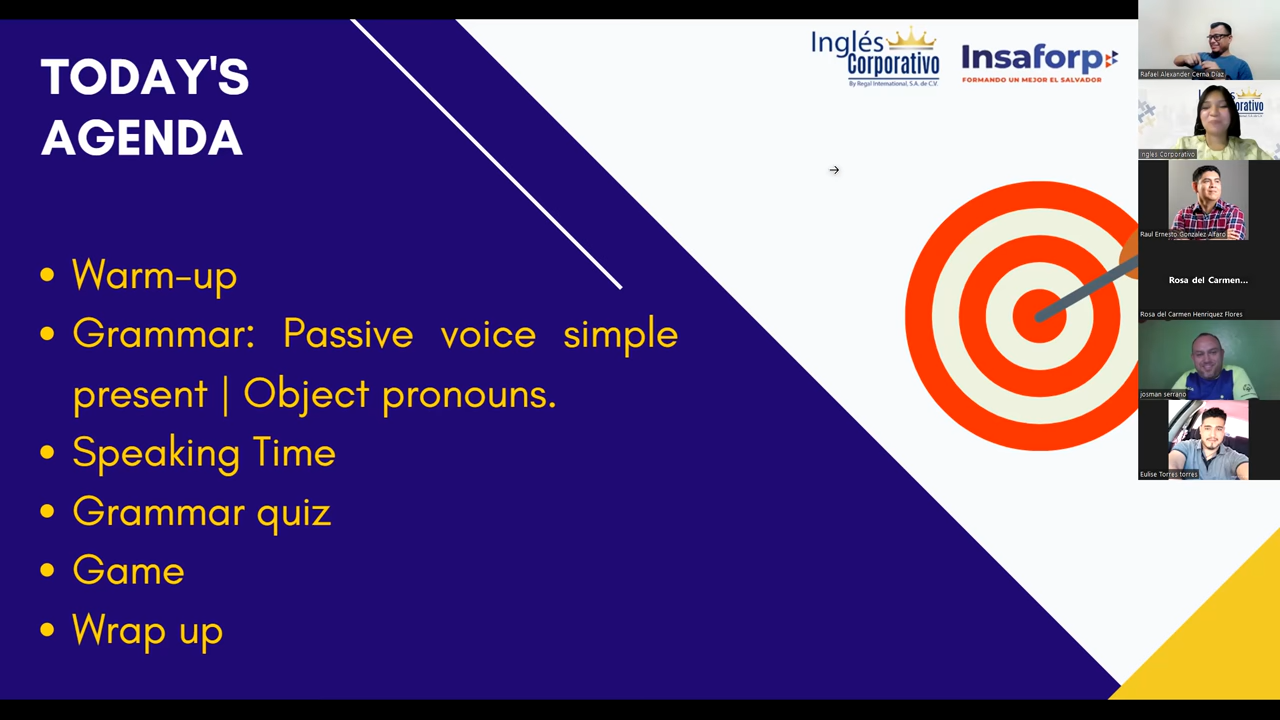 TODAY'S
AGENDA
Warm-up
Grammar: Passive voice simple
present | Object pronouns.
Speaking Time
Grammar quiz
Game
Wrap up
Inglés
Corporativo
By Regal International, S.A. de C.V.
Insaforp
FORMANDO UN MEJOR EL SALVADOR
Rafael Alexander Cerna Diaz
Inglés Corporativo
Raul Ernesto Gonzalez Alfaro
Rosa del Carmen...
Rosa del Carmen Henriquez Flores
josman serrano
Eulise Torres torres